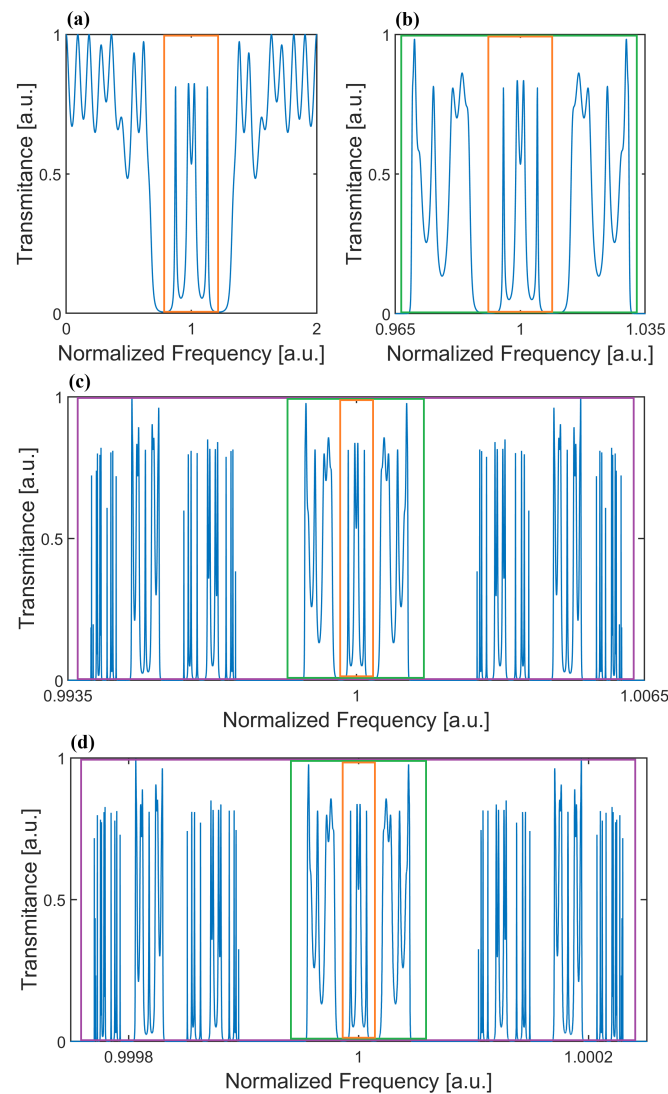 (a)
(b)
Transmitance [a.u.]
1
0.5
0
0
1
2
Normalized Frequency [a.u.]
Transmitance [a.u.]
1
0.5
0
0.965
1
1.035
Normalized Frequency [a.u.]
(c)
Transmitance [a.u.]
1
0.5
0
0.9935
1
1.0065
Normalized Frequency [a.u.]
(d)
Transmitance [a.u.]
1
0.5
0
0.9998
1
1.0002
Normalized Frequency [a.u.]